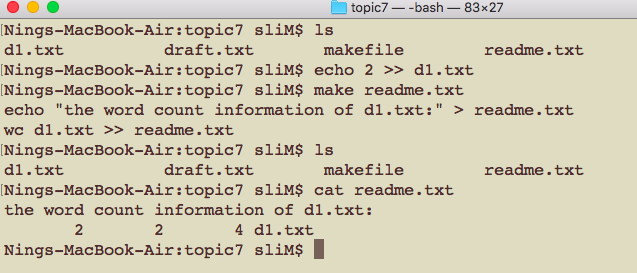 topic7 — -bash — 83×27
Nings-MacBook-Air:topic7 sliM$ ls
d1.txt draft.txt makefile readme.txt
Nings-MacBook-Air:topic7 sliM$ echo 2 >> d1.txt
Nings-MacBook-Air:topic7 sliM$ make readme.txt
echo "the word count information of d1.txt:" > readme.txt
wc d1.txt >> readme.txt
Nings-MacBook-Air:topic7 sliM$ ls
d1.txt draft.txt makefile readme.txt
Nings-MacBook-Air:topic7 sliM$ cat readme.txt
the word count information of d1.txt:
2 2 4 d1.txt
Nings-MacBook-Air:topic7 sliM$